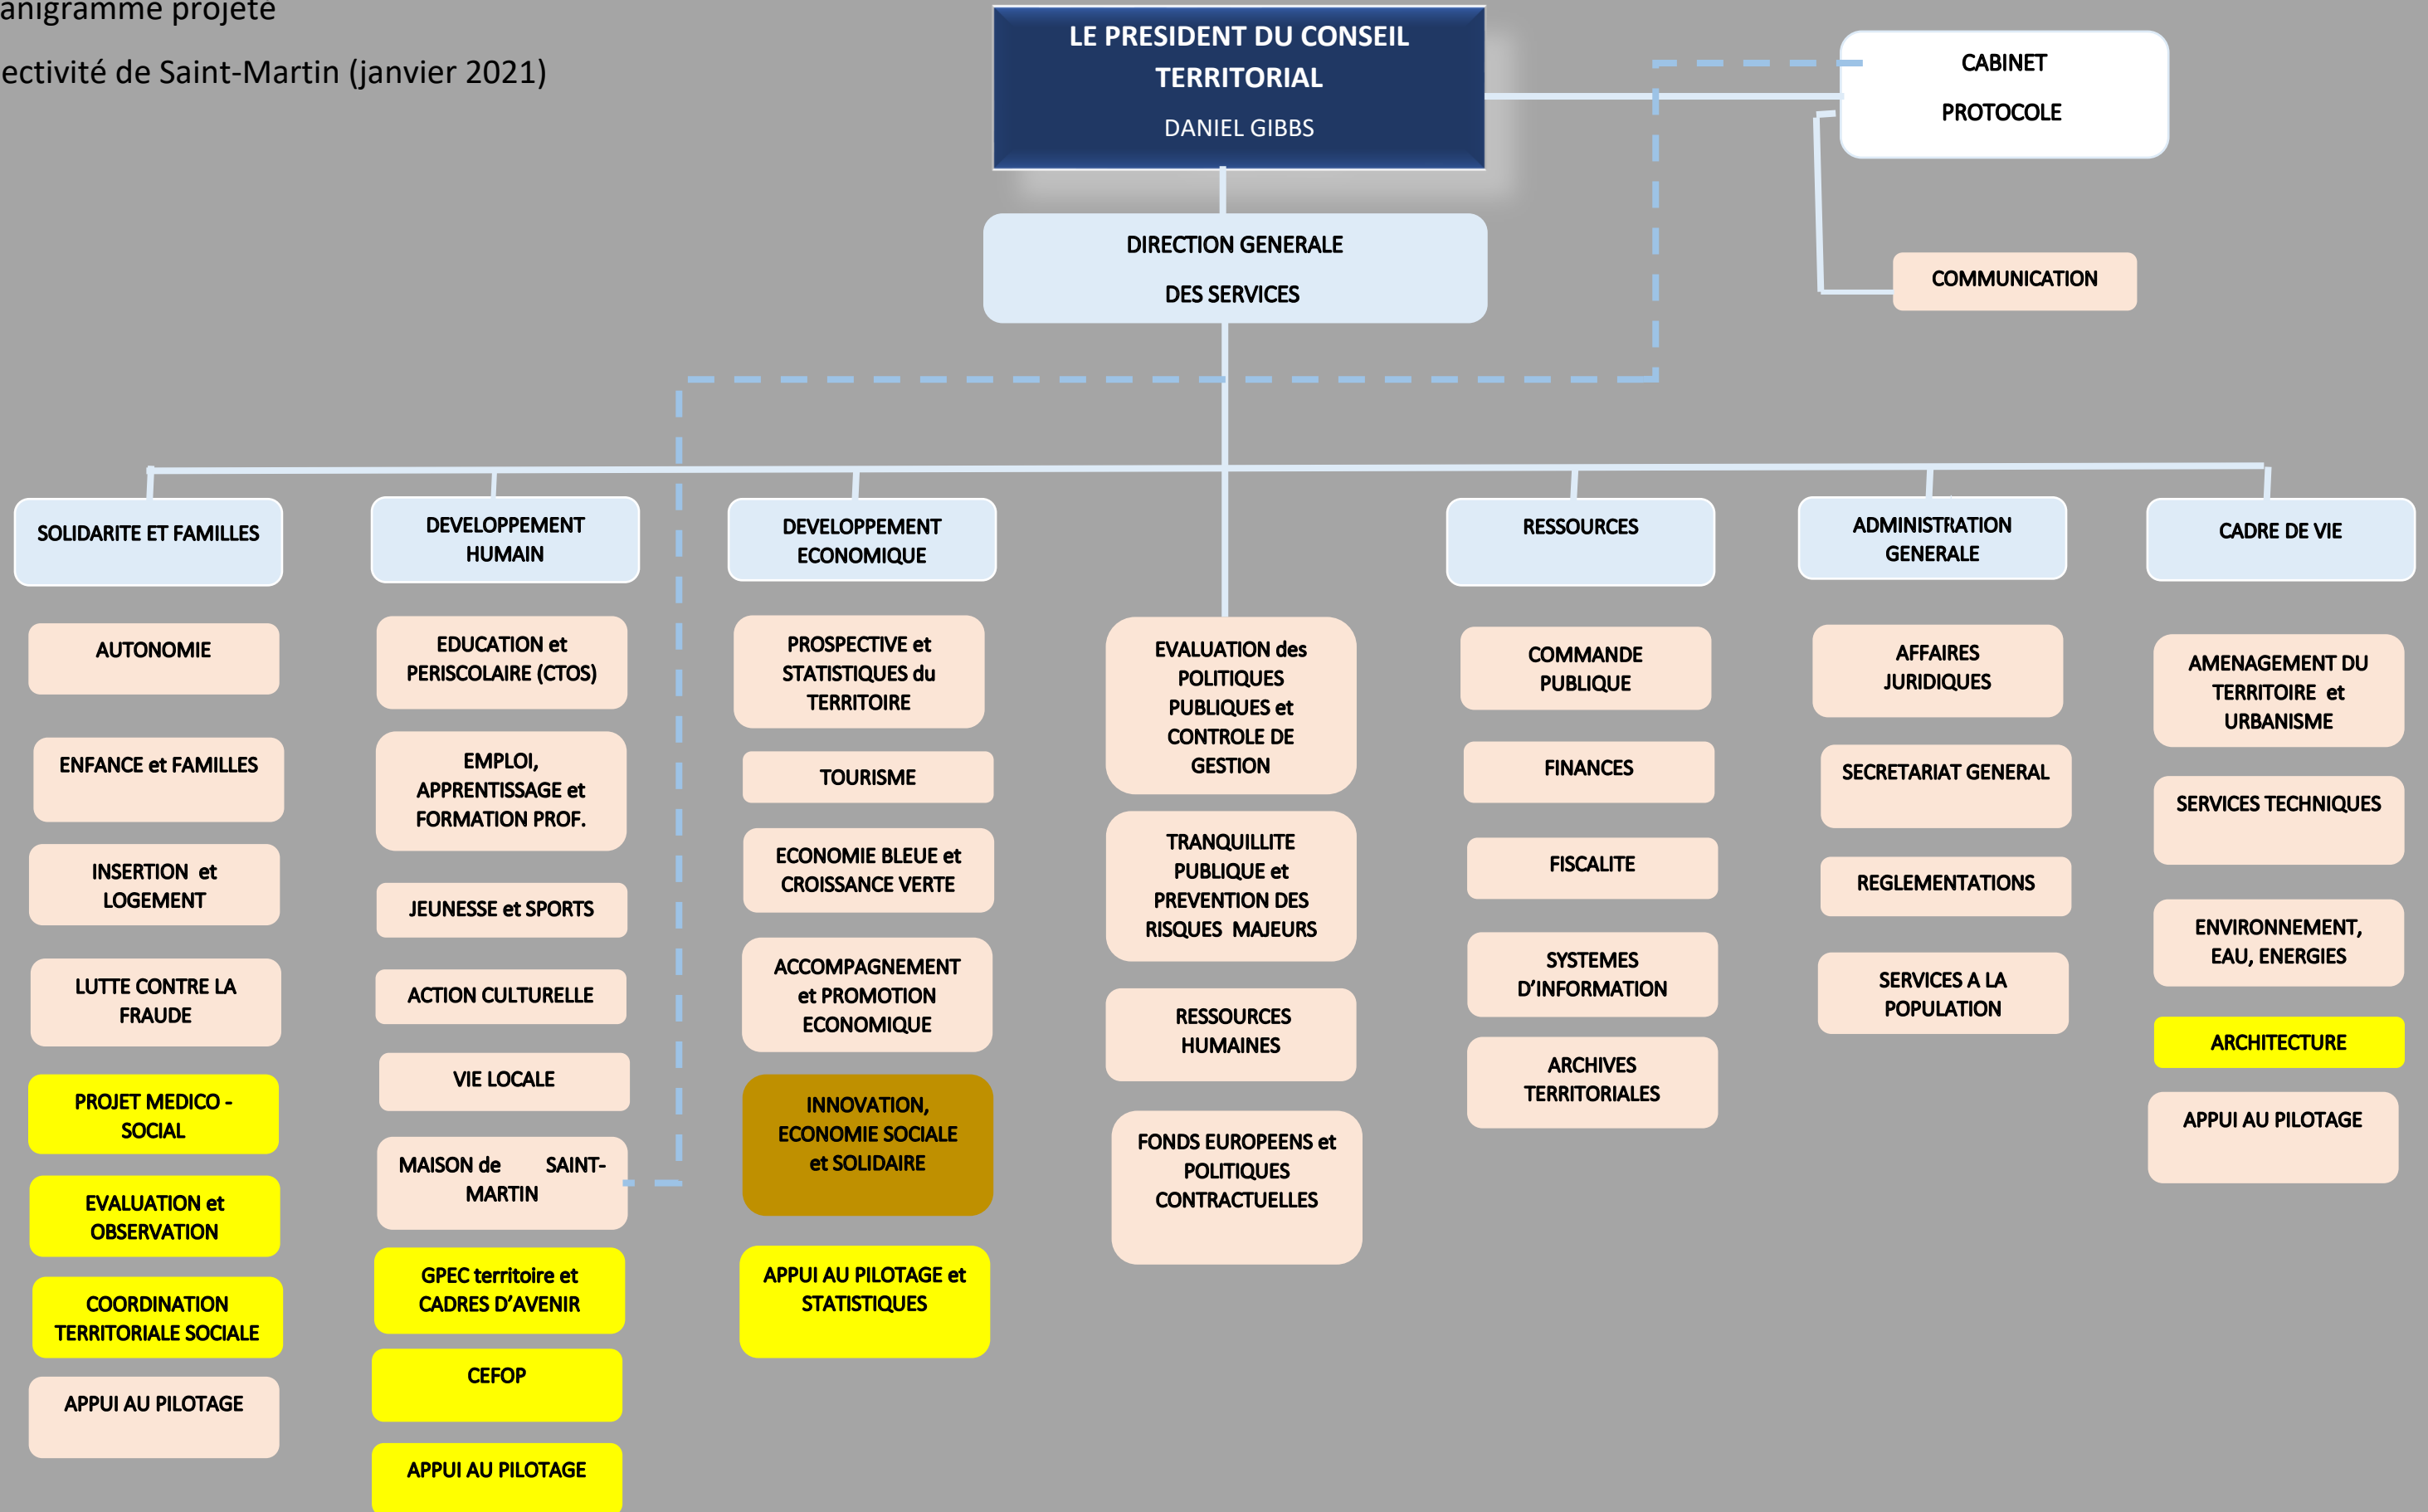 anigramme projeté
ectivité de Saint-Martin (janvier 2021)
LE PRESIDENT DU CONSEIL
TERRITORIAL
DANIEL GIBBS
CABINET
PROTOCOLE
DIRECTION GENERALE
DES SERVICES
COMMUNICATION
SOLIDARITE ET FAMILLES
AUTONOMIE
ENFANCE et FAMILLES
INSERTION et
LOGEMENT
LUTTE CONTRE LA
FRAUDE
PROJET MEDICO -
SOCIAL
EVALUATION et
OBSERVATION
COORDINATION
TERRITORIALE SOCIALE
APPUI AU PILOTAGE
DEVELOPPEMENT
HUMAIN
EDUCATION et
PERISCOLAIRE (CTOS)
EMPLOI,
APPRENTISSAGE et
FORMATION PROF.
JEUNESSE et SPORTS
ACTION CULTURELLE
VIE LOCALE
MAISON de SAINT-
MARTIN
GPEC territoire et
CADRES D’AVENIR
CEFOP
APPUI AU PILOTAGE
DEVELOPPEMENT
ECONOMIQUE
PROSPECTIVE et
STATISTIQUES du
TERRITOIRE
TOURISME
ECONOMIE BLEUE et
CROISSANCE VERTE
ACCOMPAGNEMENT
et PROMOTION
ECONOMIQUE
INNOVATION,
ECONOMIE SOCIALE
et SOLIDAIRE
APPUI AU PILOTAGE et
STATISTIQUES
EVALUATION des
POLITIQUES
PUBLIQUES et
CONTROLE DE
GESTION
TRANQUILLITE
PUBLIQUE et
PREVENTION DES
RISQUES MAJEURS
RESSOURCES
HUMAINES
FONDS EUROPEENS et
POLITIQUES
CONTRACTUELLES
RESSOURCES
COMMANDE
PUBLIQUE
FINANCES
FISCALITE
SYSTEMES
D’INFORMATION
ARCHIVES
TERRITORIALES
ADMINISTRATION
GENERALE
AFFAIRES
JURIDIQUES
SECRETARIAT GENERAL
REGLEMENTATIONS
SERVICES A LA
POPULATION
CADRE DE VIE
AMENAGEMENT DU
TERRITOIRE et
URBANISME
SERVICES TECHNIQUES
ENVIRONNEMENT,
EAU, ENERGIES
ARCHITECTURE
APPUI AU PILOTAGE